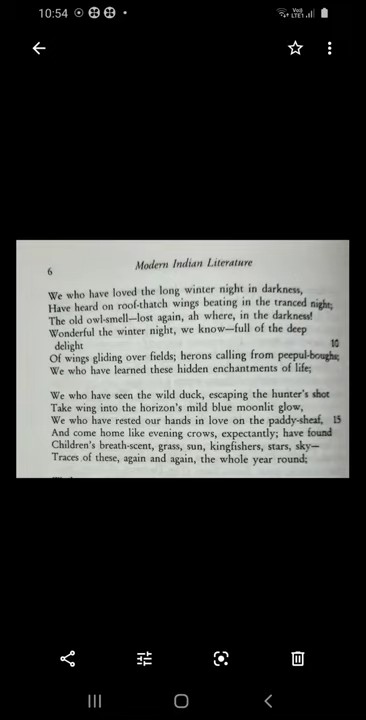 10:54
Vo)
LTE1
6
Modern Indian Literature
We who have loved the long winter night in darkness,
Have heard on roof-thatch wings beating in the tranced night;
The old owl-smell—lost again, ah where, in the darkness!
Wonderful the winter night, we know—full of the deep
delight 10
Of wings gliding over fields; herons calling from peepul-boughs;
We who have learned these hidden enchantments of life;
We who have seen the wild duck, escaping the hunter's shot
Take wing into the horizon's mild blue moonlit glow,
We who have rested our hands in love on the paddy-sheaf, 15
And come home like evening crows, expectantly; have found
Children's breath-scent, grass, sun, kingfishers, stars, sky—
Traces of these, again and again, the whole year round;